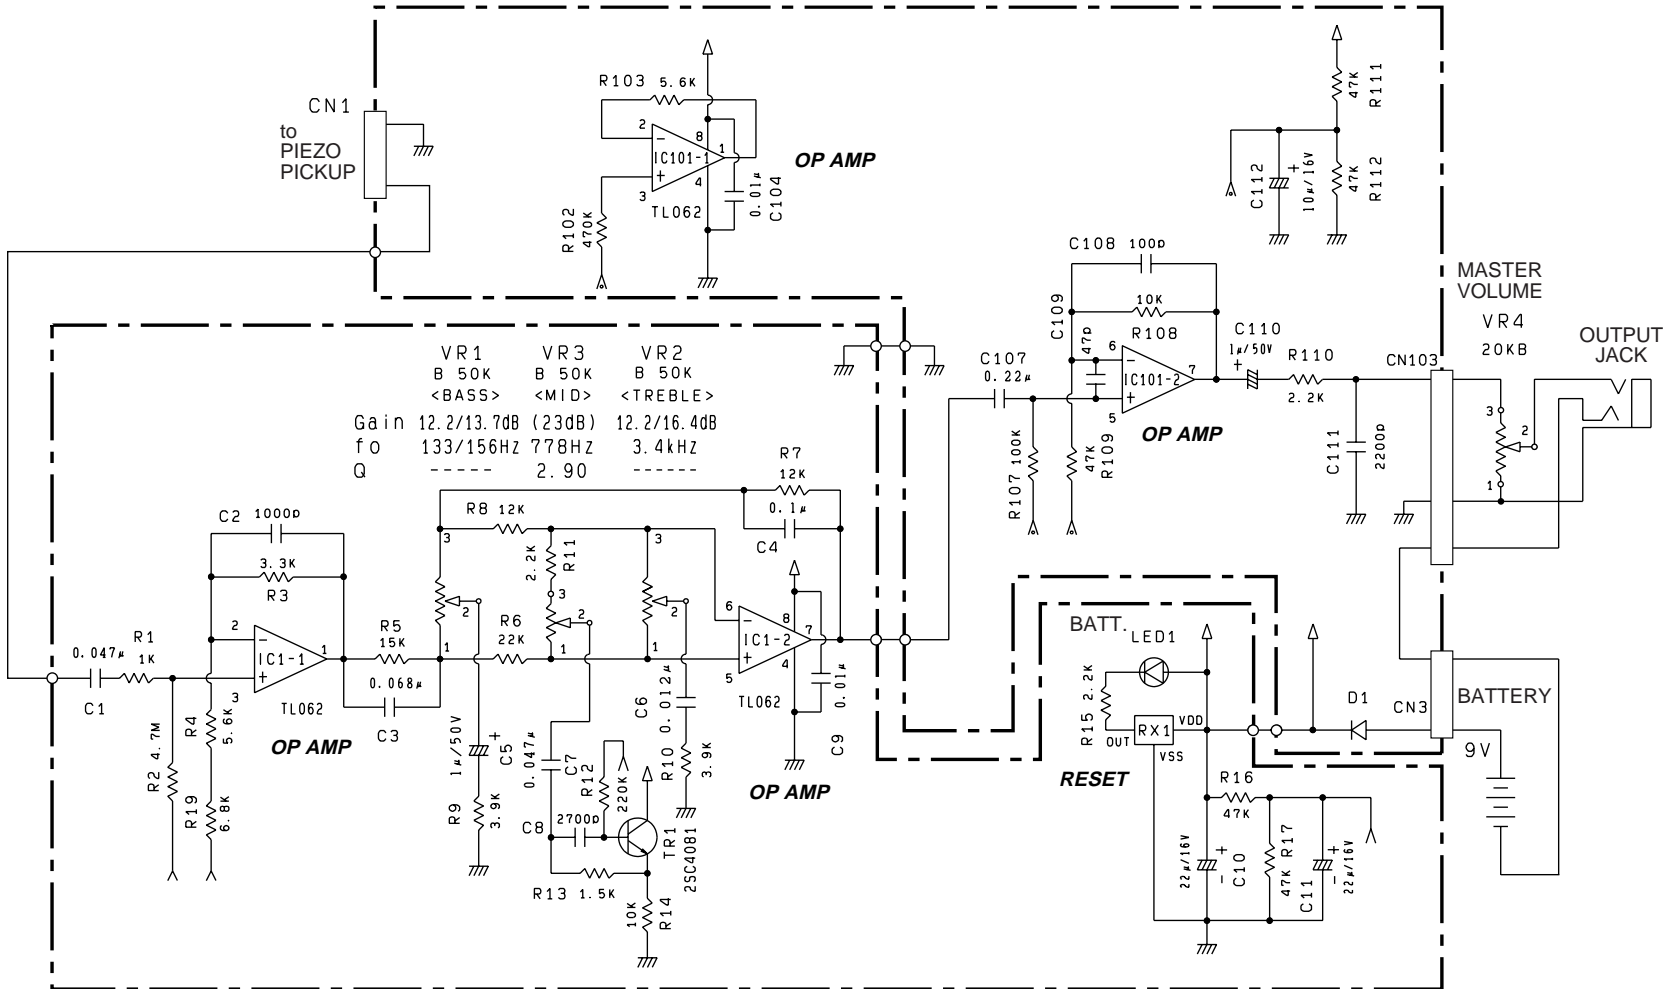 CN1
to
PIEZO
PICKUP
R103 5.6K
2
8
1
IC101-1
4
3
TL062
R102
470K
0.01μ
C104
OP AMP
47K
R111
C112
+
10μ/16V
47K
R112
C108 100p
10K
R108
C109
47p
6
7
IC101-2
5
OP AMP
C107
0.22μ
R107 100K
47K
R109
C110
1μ/50V
+
R110
2.2K
C111
2200p
CN103
MASTER
VOLUME
VR4
20KB
3
2
1
OUTPUT
JACK
VR1 VR3 VR2
B 50K B 50K B 50K
<BASS> <MID> <TREBLE>
Gain 12.2/13.7dB (23dB) 12.2/16.4dB
fo 133/156Hz 778Hz 3.4kHz
Q ----- 2.90 ------
R7
12K
0.1μ
C4
R8 12K
C2 1000p
3.3K
R3
2
1
IC1-1
3
TL062
OP AMP
0.047μ
C1
R1
1K
R2 4.7M
R4
5.6K
R19
6.8K
R5
15K
0.068μ
C3
3
2
1
2.2K
R11
R6
22K
3
2
1
3
2
1
6
8
7
IC1-2
4
5
TL062
0.01μ
C9
OP AMP
1μ/50V
+
C5
R9
3.9K
0.047μ
C7
C8
2700p
R12
220K
R13 1.5K
TR1
2SC4081
10K
R14
C6
0.012μ
R10
3.9K
BATT.
LED1
R15
2.2K
RX1
OUT
VDD
VSS
RESET
D1
CN3
BATTERY
9V
R16
47K
22μ/16V
+
-
C10
47K R17
C11
+
-
22μ/16V